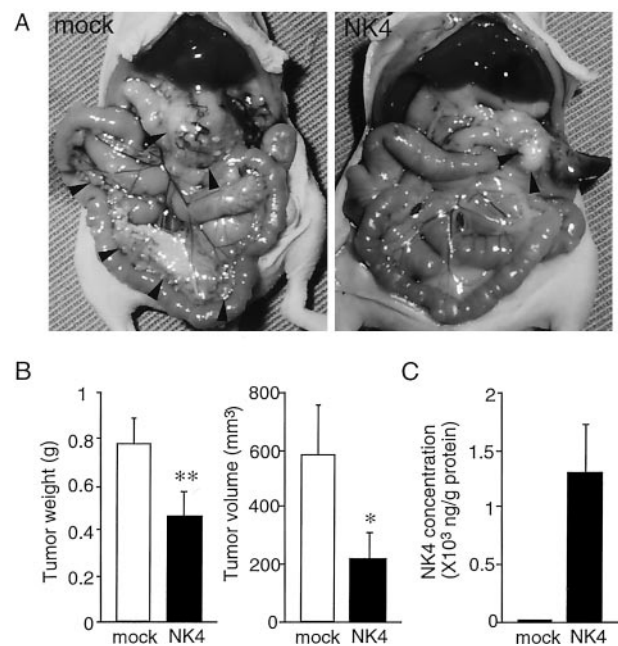 A
mock
NK4
B
Tumor weight (g)
1
0.8
0.6
0.4
0.2
0
**
mock NK4
Tumor volume (mm³)
800
600
400
200
0
*
mock NK4
C
NK4 concentration
(X10³ ng/g protein)
2
1.5
1
0.5
0
mock NK4